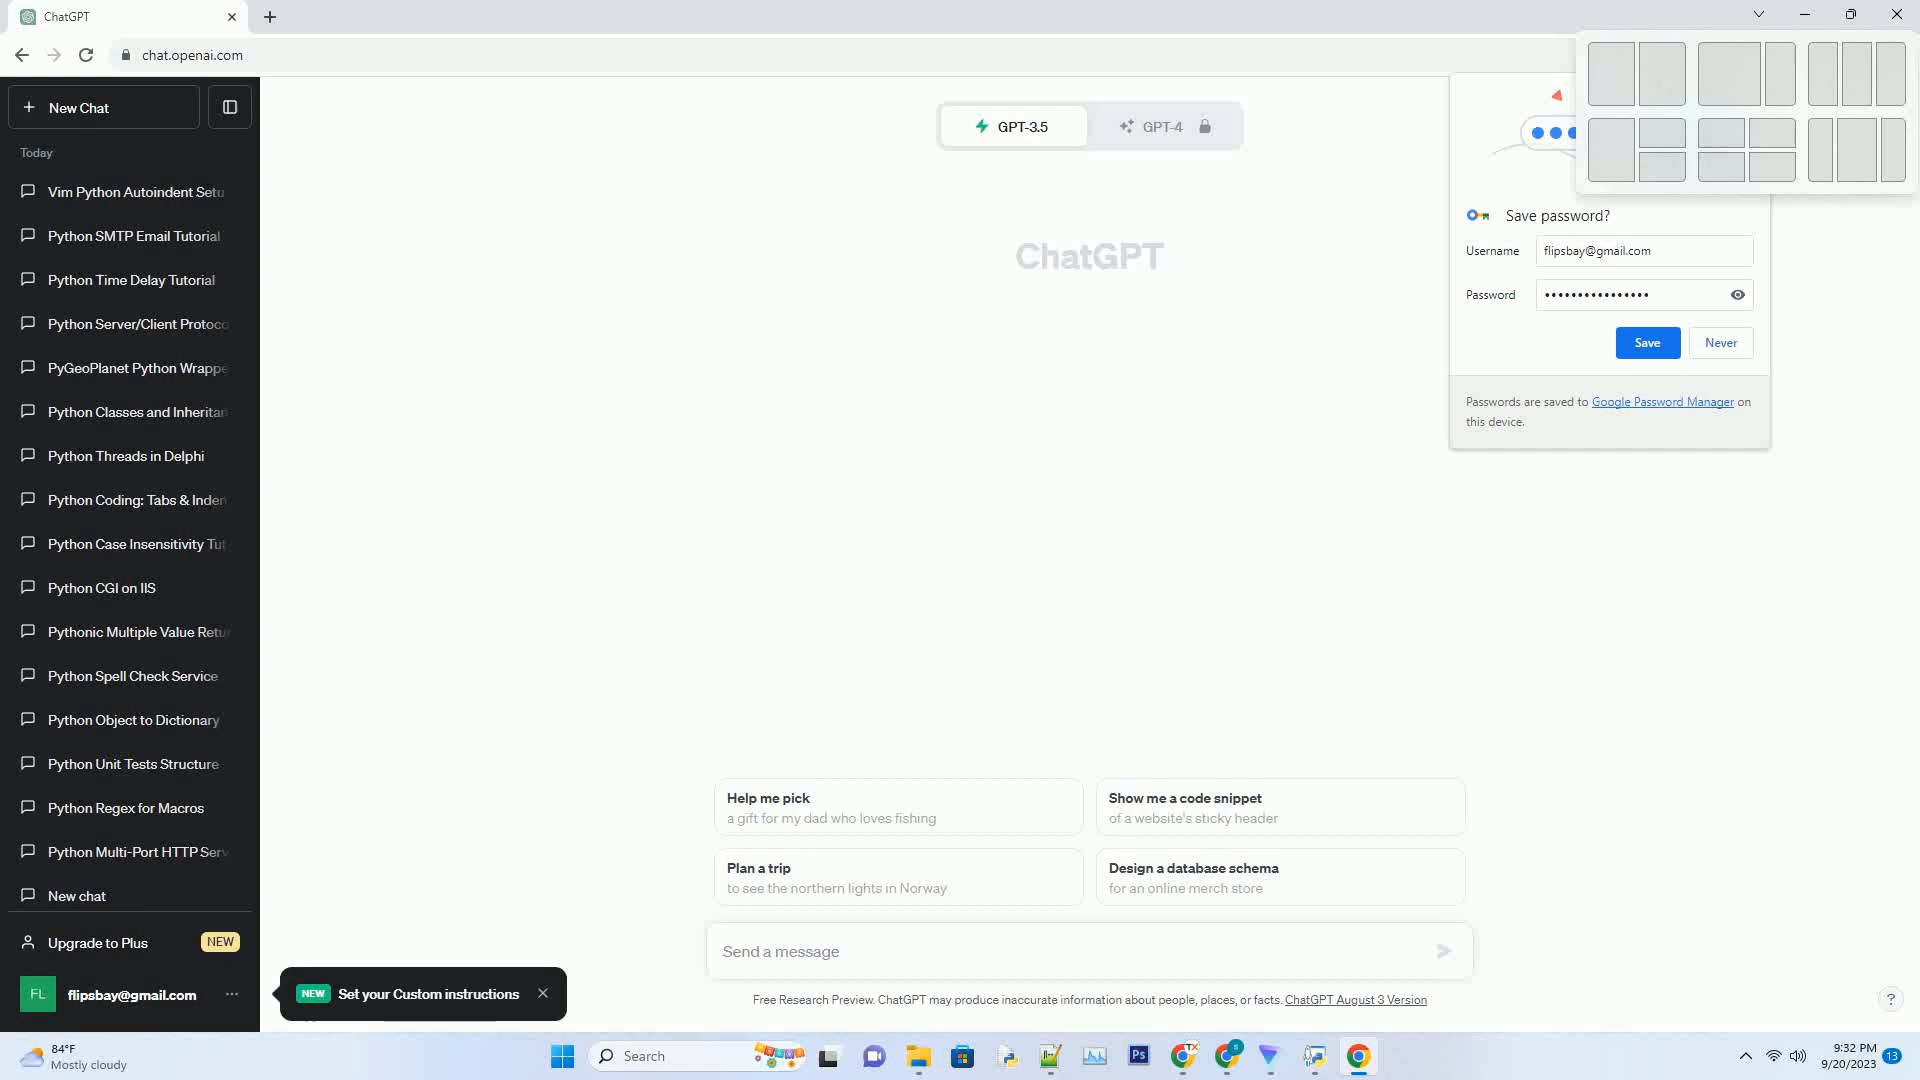 ChatGPT
chat.openai.com
New Chat
Today
Vim Python Autoindent Setu
Python SMTP Email Tutorial
Python Time Delay Tutorial
Python Server/Client Protoco
PyGeoPlanet Python Wrappe
Python Classes and Inheritan
Python Threads in Delphi
Python Coding: Tabs & Inden
Python Case Insensitivity Tut
Python CGI on IIS
Pythonic Multiple Value Retu
Python Spell Check Service
Python Object to Dictionary
Python Unit Tests Structure
Python Regex for Macros
Python Multi-Port HTTP Serv
New chat
Upgrade to Plus NEW
FL flipsbay@gmail.com
NEW Set your Custom instructions
GPT-3.5 GPT-4
ChatGPT
Save password?
Username flipsbay@gmail.com
Password ••••••••••••••••
Save Never
Passwords are saved to Google Password Manager on
this device.
Help me pick
a gift for my dad who loves fishing
Show me a code snippet
of a website's sticky header
Plan a trip
to see the northern lights in Norway
Design a database schema
for an online merch store
Send a message
Free Research Preview. ChatGPT may produce inaccurate information about people, places, or facts. ChatGPT August 3 Version
?
84°F
Mostly cloudy
Search
Ps
TX
S
9:32 PM
9/20/2023
13